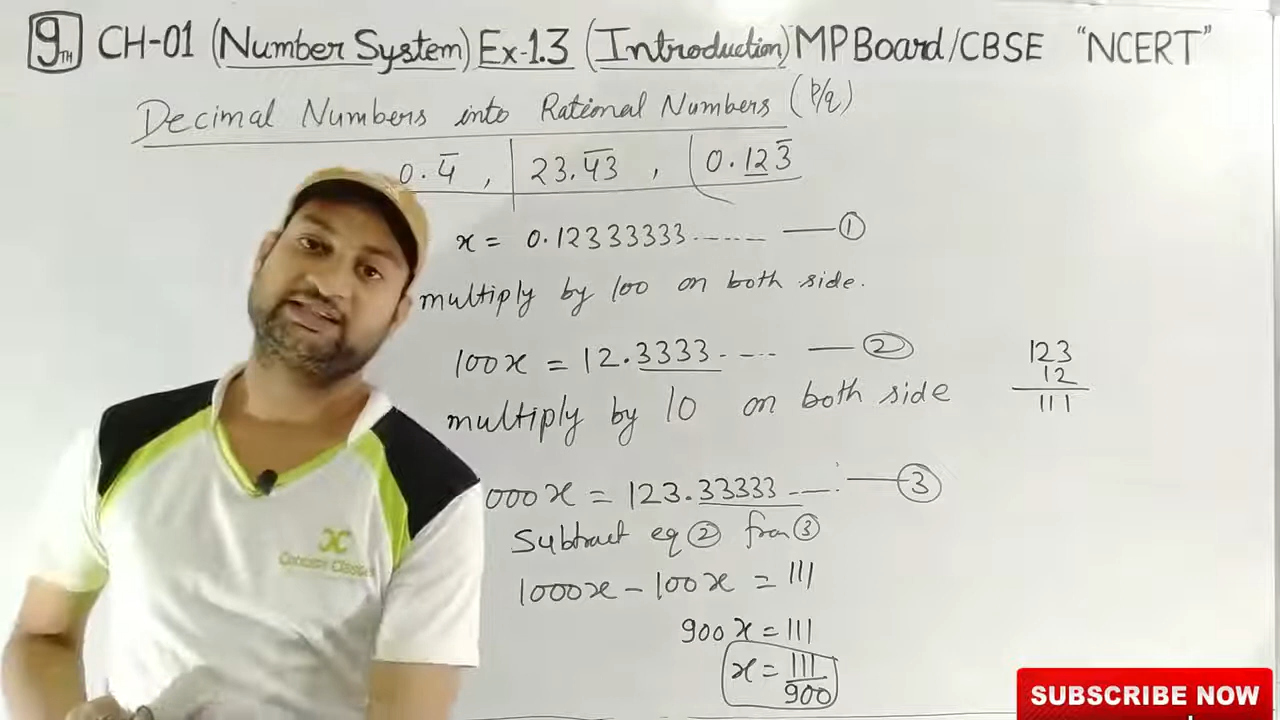 9TH CH-01 (Number System) Ex-1.3 (Introduction) MP Board/CBSE "NCERT"
Decimal Numbers into Rational Numbers (p/q)
0.4̅ , 23.4̅3̅ , 0.123̅
x = 0.12333333....... —①
multiply by 100 on both side.
100x = 12.3333..... —②
multiply by 10 on both side
000x = 123.33333 ---. —③
Subtract eq ② from ③
1000x - 100x = 111
900x = 111
x = 111/900
123
12
111
x
SUBSCRIBE NOW